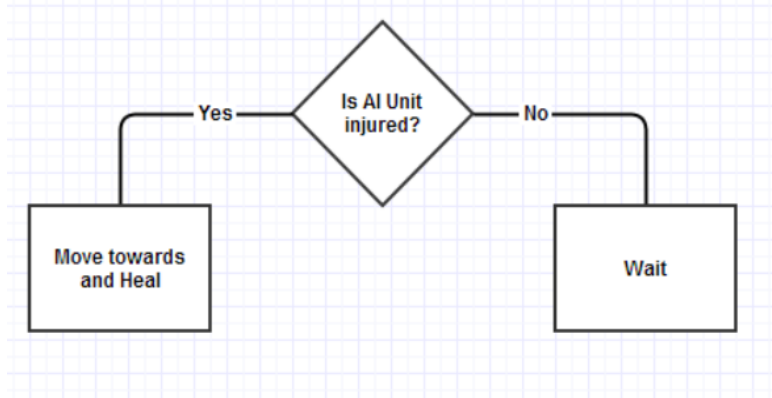 Is AI Unit
injured?
Yes
No
Move towards
and Heal
Wait